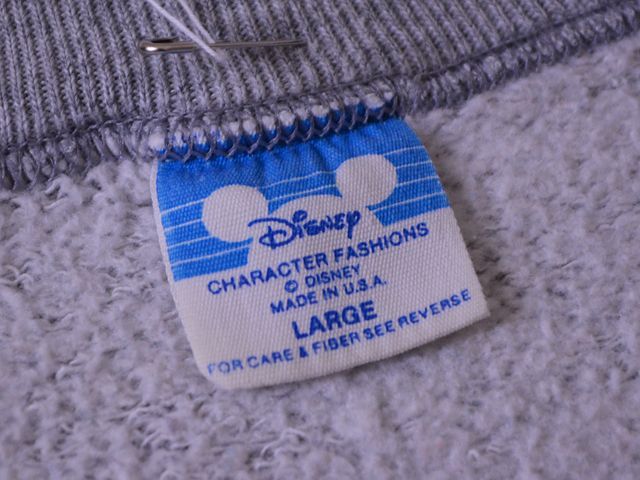 Disney
CHARACTER FASHIONS
© DISNEY
MADE IN U.S.A.
LARGE
FOR CARE & FIBER SEE REVERSE